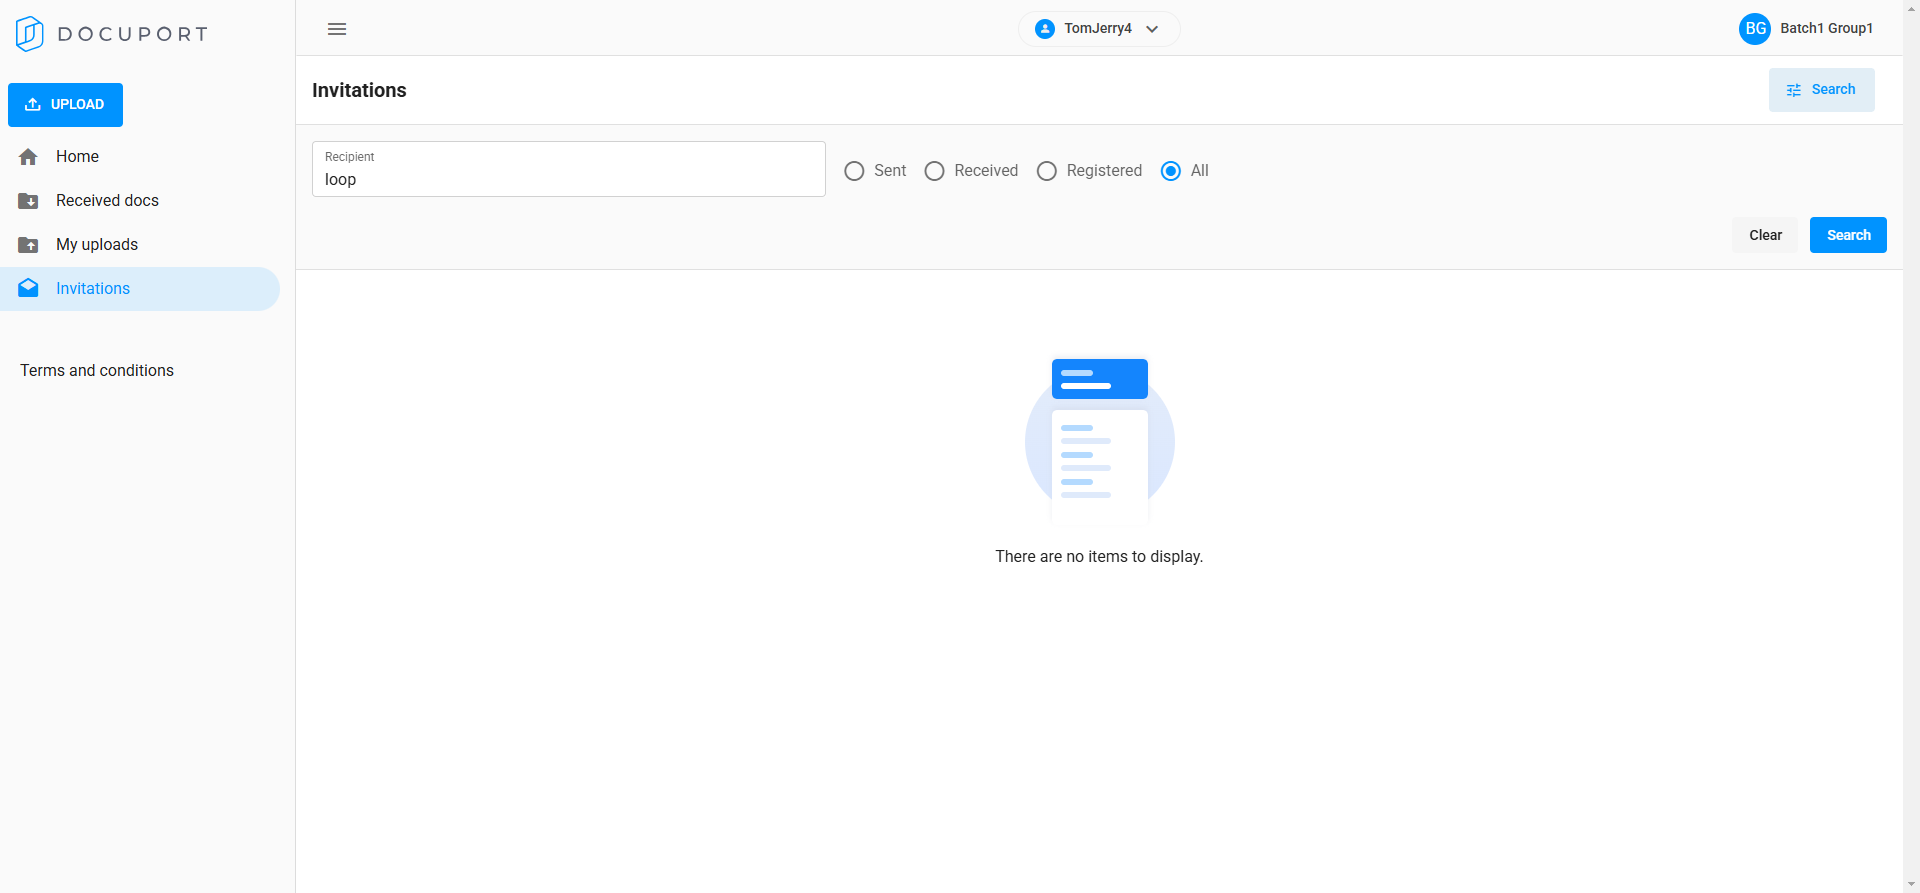 DOCUPORT
UPLOAD
Home
Received docs
My uploads
Invitations
Terms and conditions
TomJerry4
BG Batch1 Group1
Invitations
Search
Recipient
loop
Sent Received Registered All
Clear Search
There are no items to display.